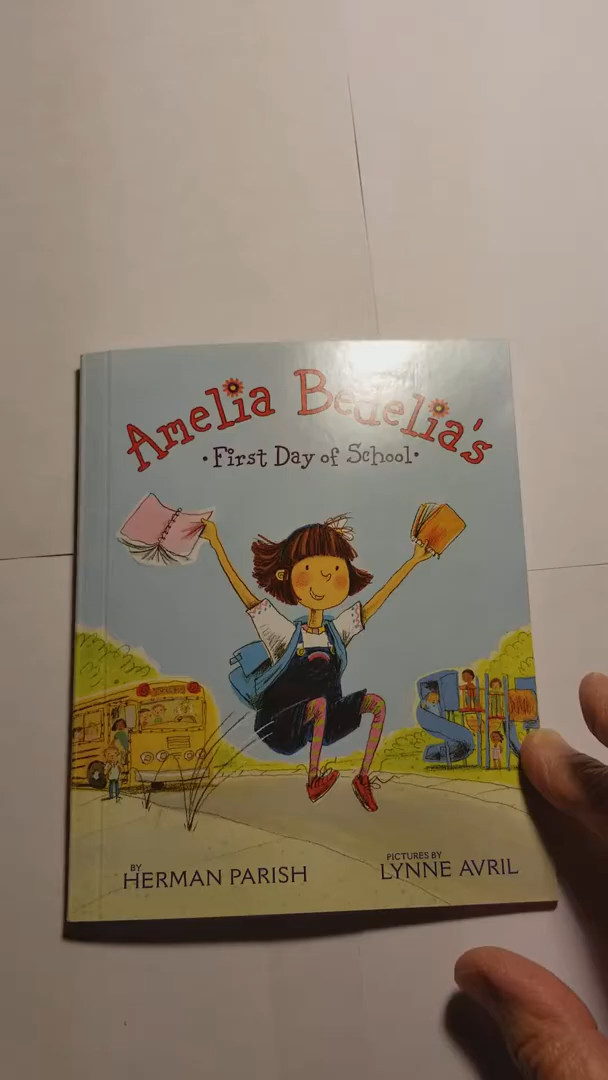 Amelia Bedelia's
·First Day of School·
BY
HERMAN PARISH
PICTURES BY
LYNNE AVRIL